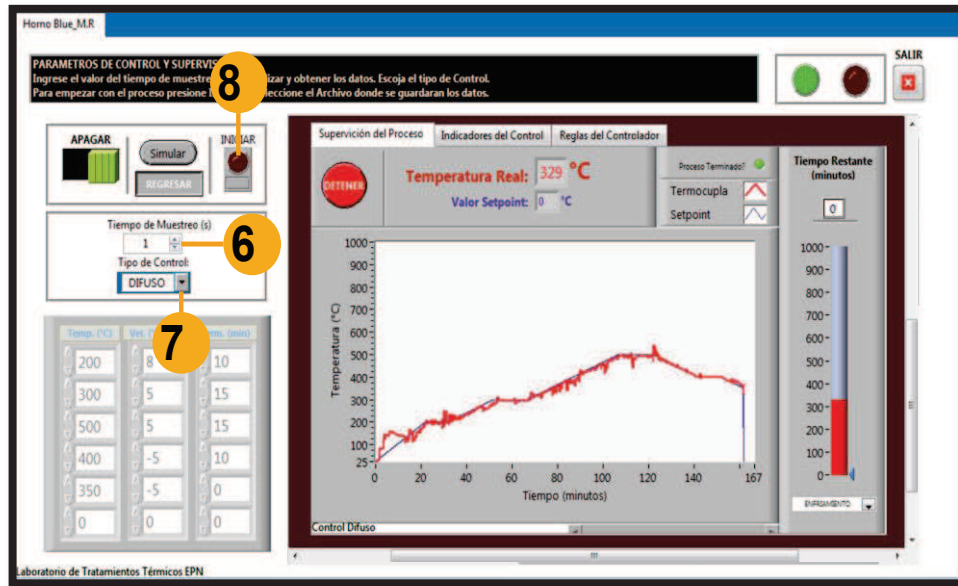 Horno Blue_M.R
PARAMETROS DE CONTROL Y SUPERVIS
Ingrese el valor del tiempo de muestre izar y obtener los datos. Escoja el tipo de Control.
Para empezar con el proceso presione eccione el Archivo donde se guardaran los datos.
SALIR
8
APAGAR
Simular
REGRESAR
INICIAR
Tiempo de Muestreo (s)
1
6
Tipo de Control:
DIFUSO
7
Temp. (°C) Vel. (min)
200 8 10
300 5 15
500 5 15
400 -5 10
350 -5 0
0 0 0
Supervición del Proceso Indicadores del Control Reglas del Controlador
DETENER
Temperatura Real: 329 °C
Valor Setpoint: 0 °C
Proceso Terminado?
Termocupla
Setpoint
Tiempo Restante
(minutos)
0
Temperatura (°C)
1000
900
800
700
600
500
400
300
200
100
25
0 20 40 60 80 100 120 140 167
Tiempo (minutos)
1000
900
800
700
600
500
400
300
200
100
0
ENFRIAMIENTO
Control Difuso
Laboratorio de Tratamientos Térmicos EPN